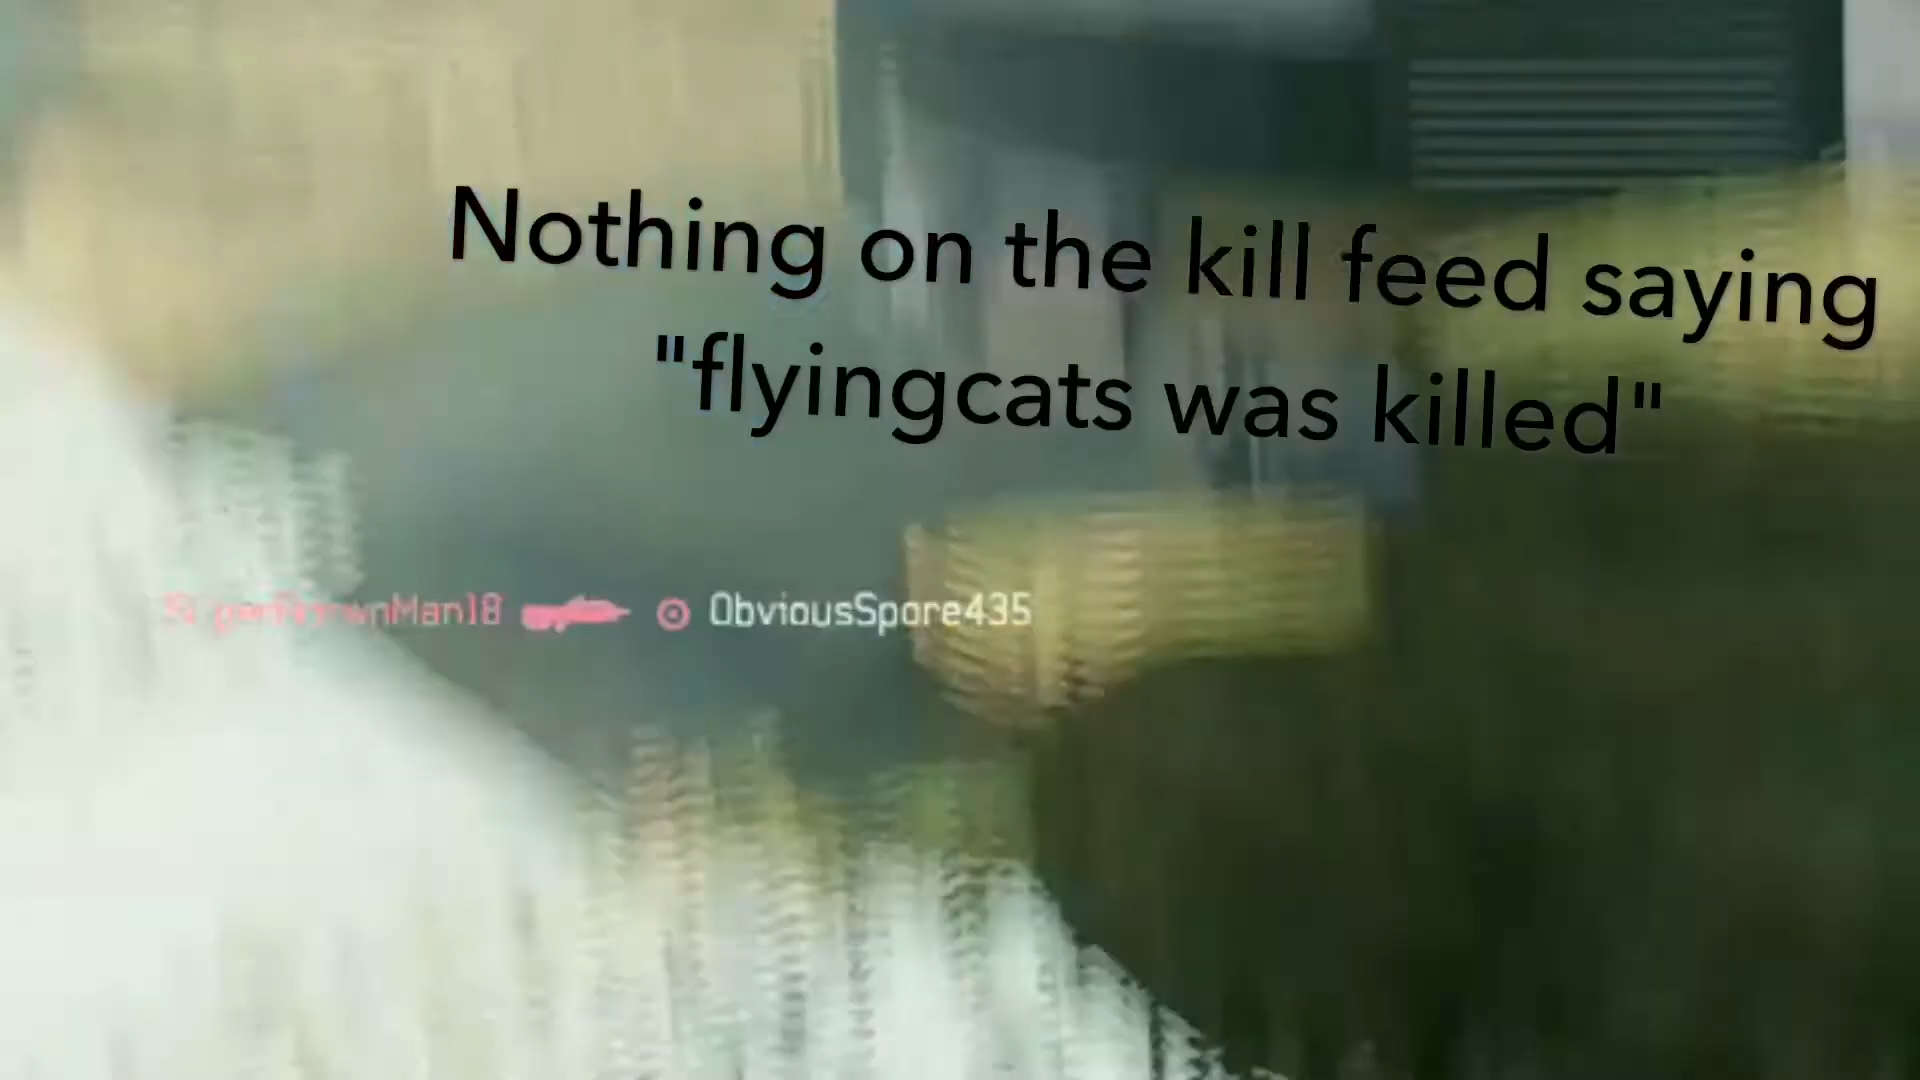 Nothing on the kill feed saying
"flyingcats was killed"
ObviousSpore435